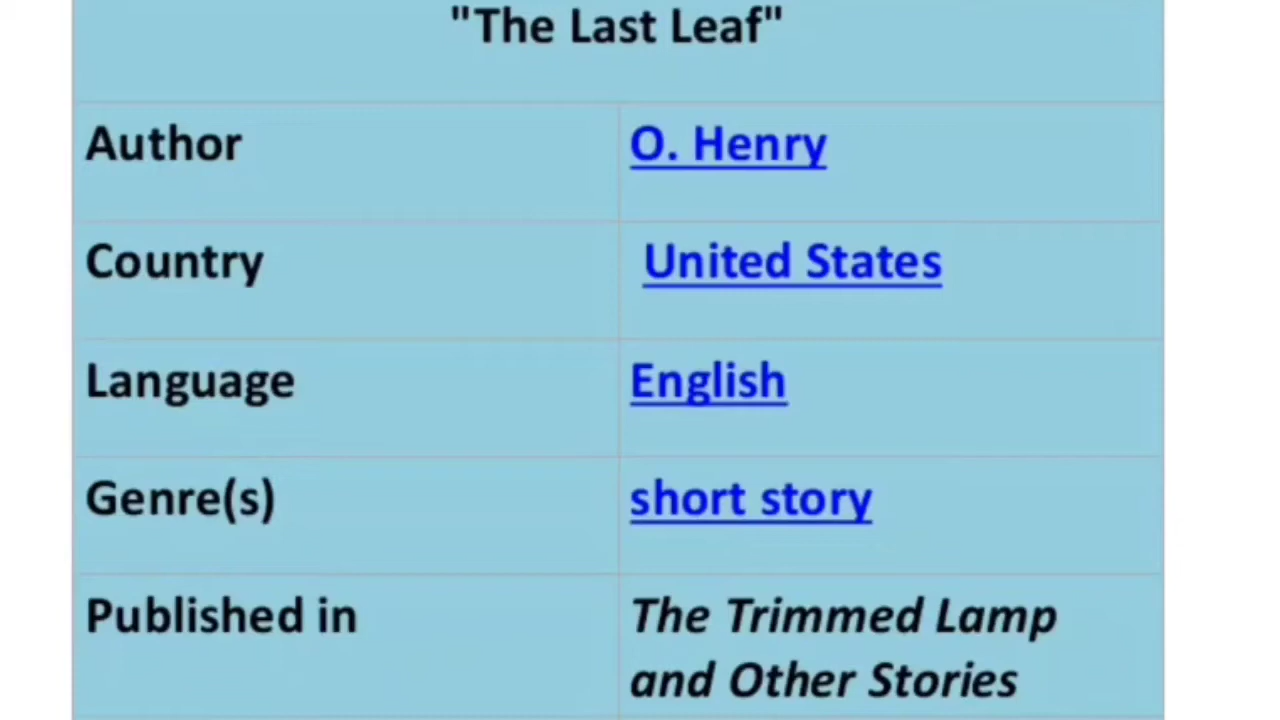 "The Last Leaf"
Author O. Henry
Country United States
Language English
Genre(s) short story
Published in The Trimmed Lamp
and Other Stories